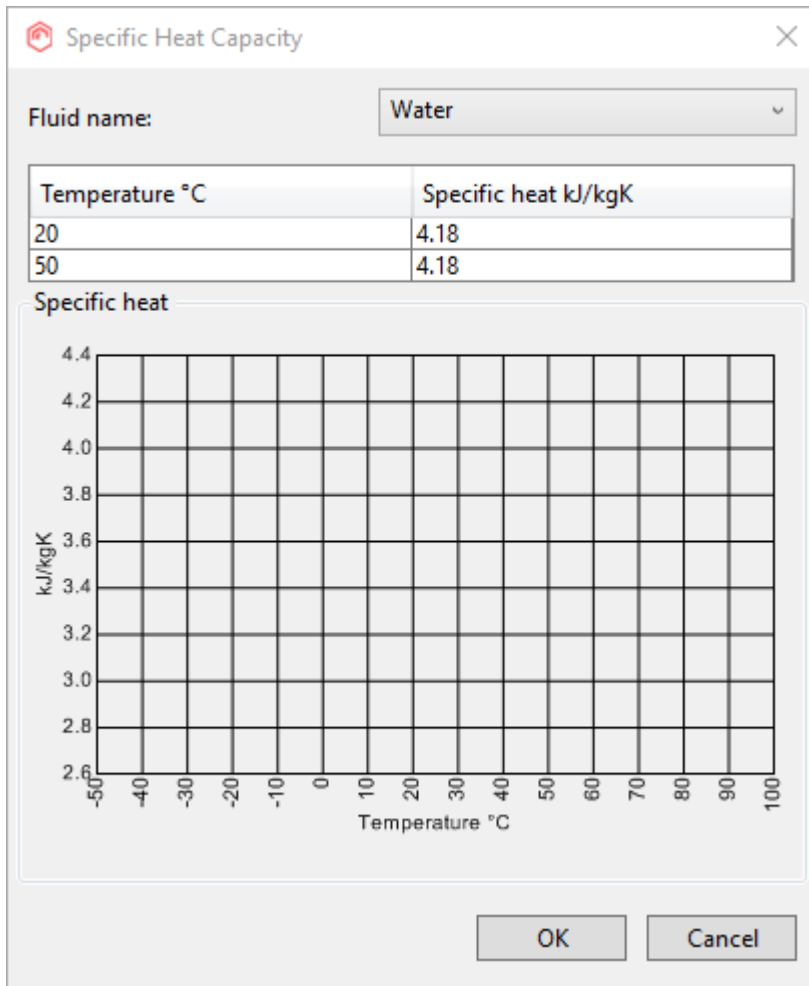 Specific Heat Capacity
Fluid name: Water
Temperature °C Specific heat kJ/kgK
20 4.18
50 4.18
Specific heat
4.4
4.2
4.0
3.8
3.6
3.4
3.2
3.0
2.8
2.6
kJ/kgK
-50 -40 -30 -20 -10 0 10 20 30 40 50 60 70 80 90 100
Temperature °C
OK Cancel